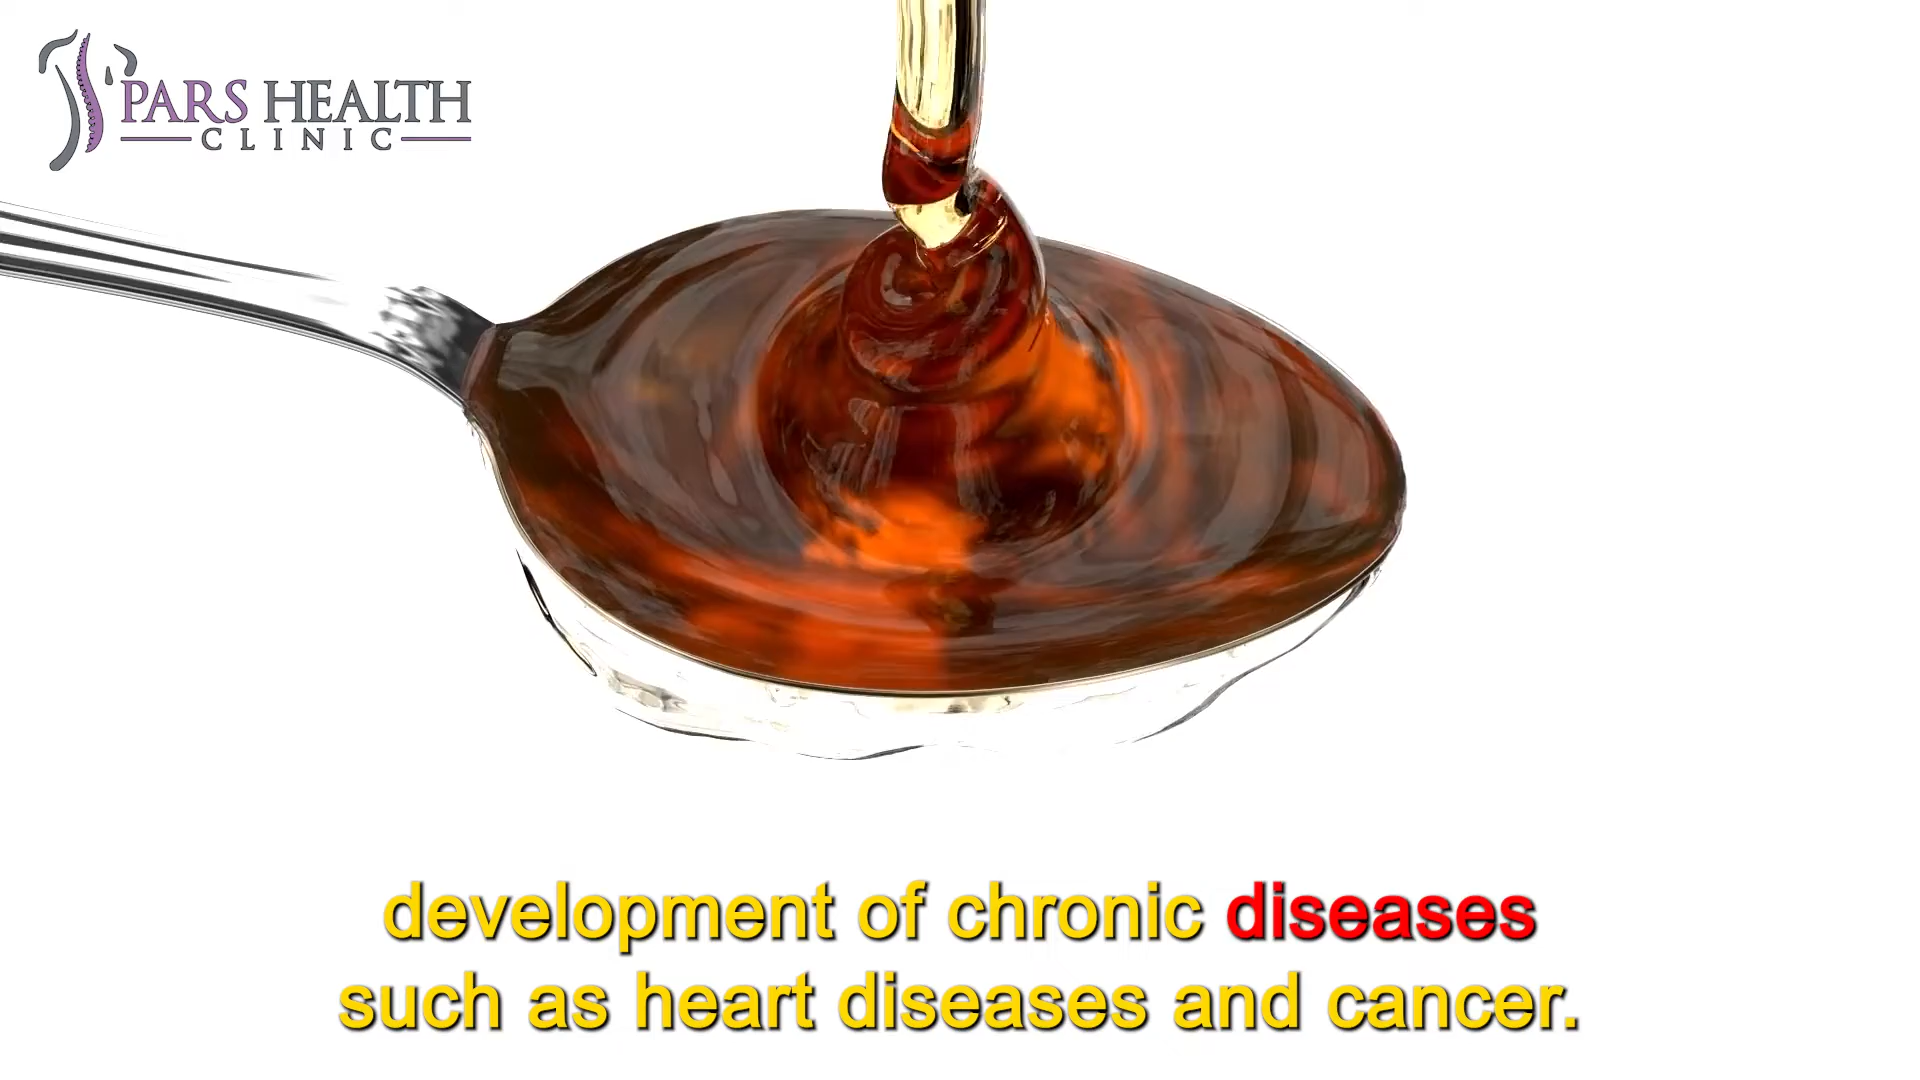 PARS HEALTH
CLINIC
development of chronic diseases
such as heart diseases and cancer.